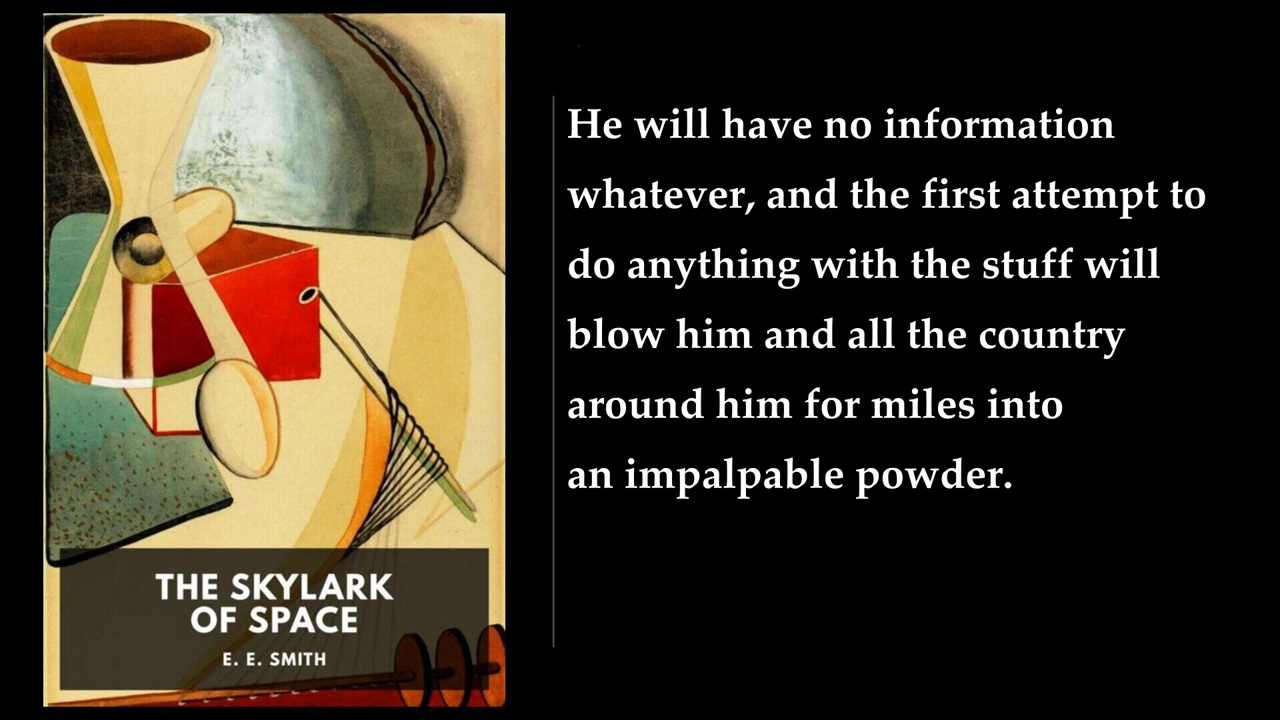 THE SKYLARK
OF SPACE
E. E. SMITH
He will have no information
whatever, and the first attempt to
do anything with the stuff will
blow him and all the country
around him for miles into
an impalpable powder.